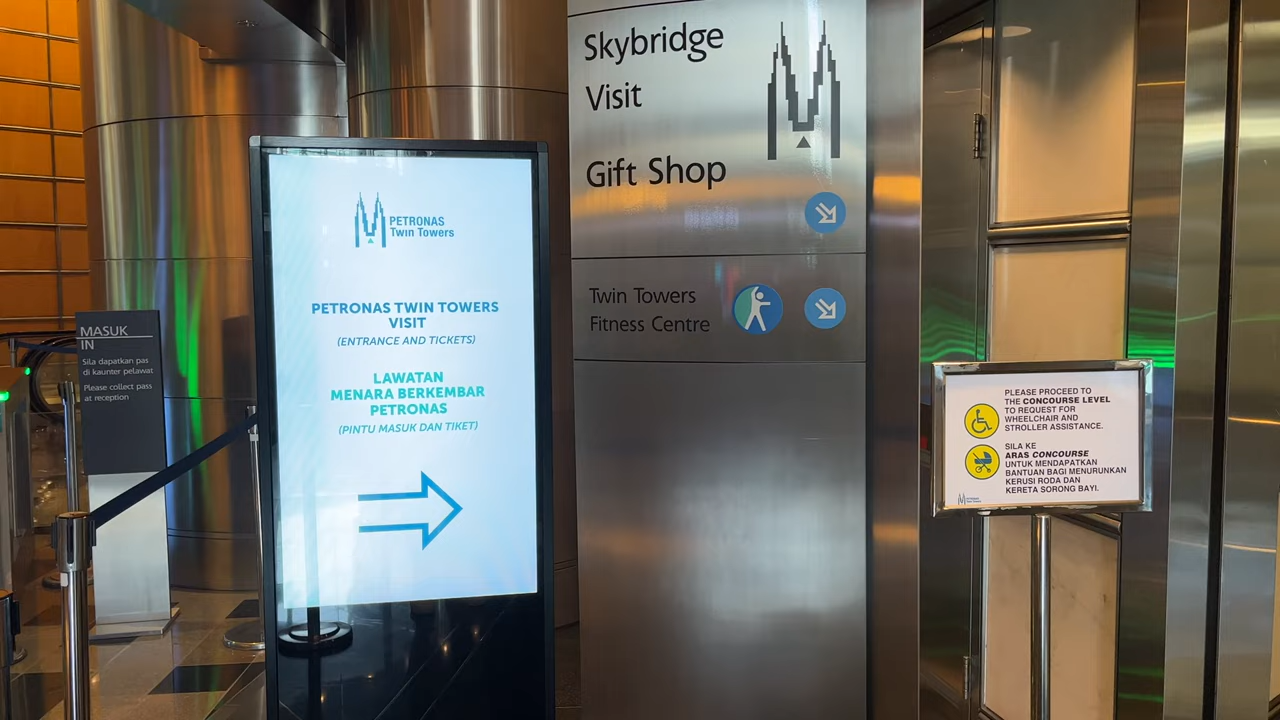 MASUK
IN
Sila dapatkan pas
di kaunter pelawat
Please collect pass
at reception
PETRONAS
Twin Towers
PETRONAS TWIN TOWERS
VISIT
(ENTRANCE AND TICKETS)
LAWATAN
MENARA BERKEMBAR
PETRONAS
(PINTU MASUK DAN TIKET)
Skybridge
Visit
Gift Shop
Twin Towers
Fitness Centre
PLEASE PROCEED TO
THE CONCOURSE LEVEL
TO REQUEST FOR
WHEELCHAIR AND
STROLLER ASSISTANCE.
SILA KE
ARAS CONCOURSE
UNTUK MENDAPATKAN
BANTUAN BAGI MENURUNKAN
KERUSI RODA DAN
KERETA SORONG BAYI.
PETRONAS
Twin Towers